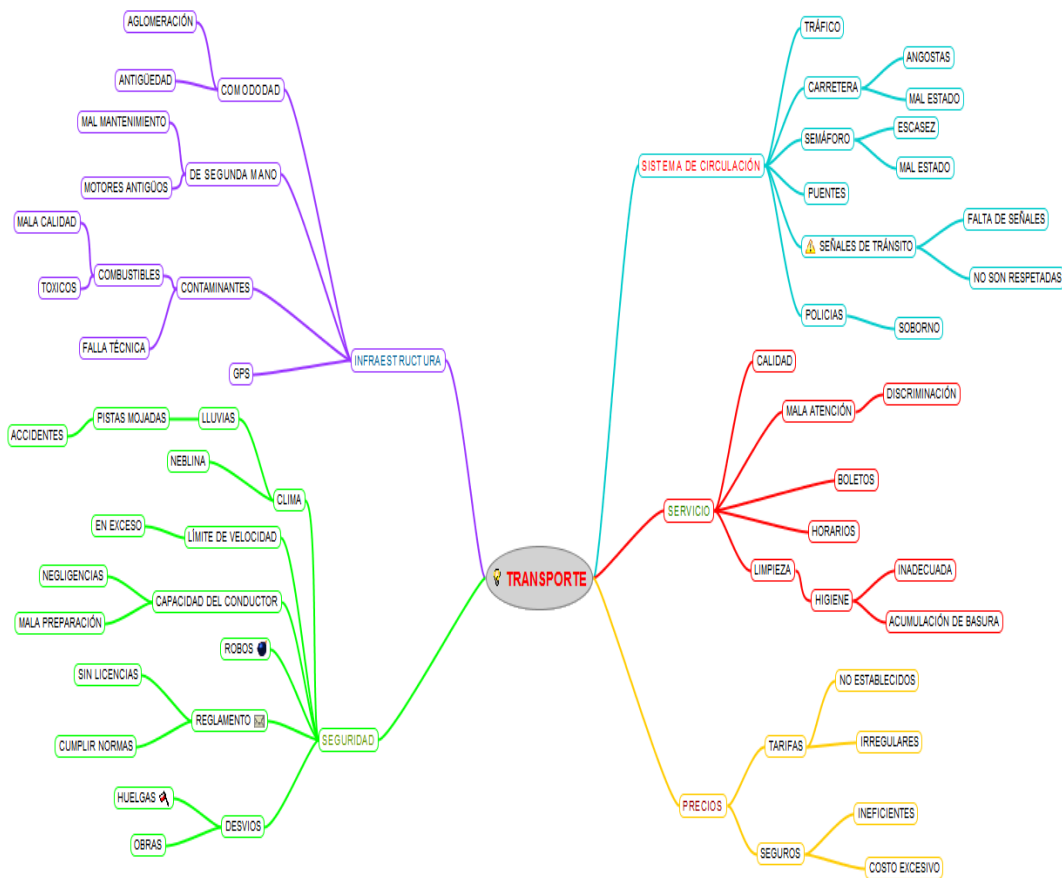 TRANSPORTE
INFRAESTRUCTURA
COMODODAD
AGLOMERACIÓN
ANTIGÜEDAD
DE SEGUNDA MANO
MAL MANTENIMIENTO
MOTORES ANTIGÜOS
CONTAMINANTES
COMBUSTIBLES
MALA CALIDAD
TOXICOS
FALLA TÉCNICA
GPS
SEGURIDAD
CLIMA
LLUVIAS
PISTAS MOJADAS
ACCIDENTES
NEBLINA
LÍMITE DE VELOCIDAD
EN EXCESO
CAPACIDAD DEL CONDUCTOR
NEGLIGENCIAS
MALA PREPARACIÓN
ROBOS
REGLAMENTO
SIN LICENCIAS
CUMPLIR NORMAS
DESVIOS
HUELGAS
OBRAS
SISTEMA DE CIRCULACIÓN
TRÁFICO
CARRETERA
ANGOSTAS
MAL ESTADO
SEMÁFORO
ESCASEZ
MAL ESTADO
PUENTES
SEÑALES DE TRÁNSITO
FALTA DE SEÑALES
NO SON RESPETADAS
POLICIAS
SOBORNO
SERVICIO
CALIDAD
MALA ATENCIÓN
DISCRIMINACIÓN
BOLETOS
HORARIOS
LIMPIEZA
HIGIENE
INADECUADA
ACUMULACIÓN DE BASURA
PRECIOS
TARIFAS
NO ESTABLECIDOS
IRREGULARES
SEGUROS
INEFICIENTES
COSTO EXCESIVO